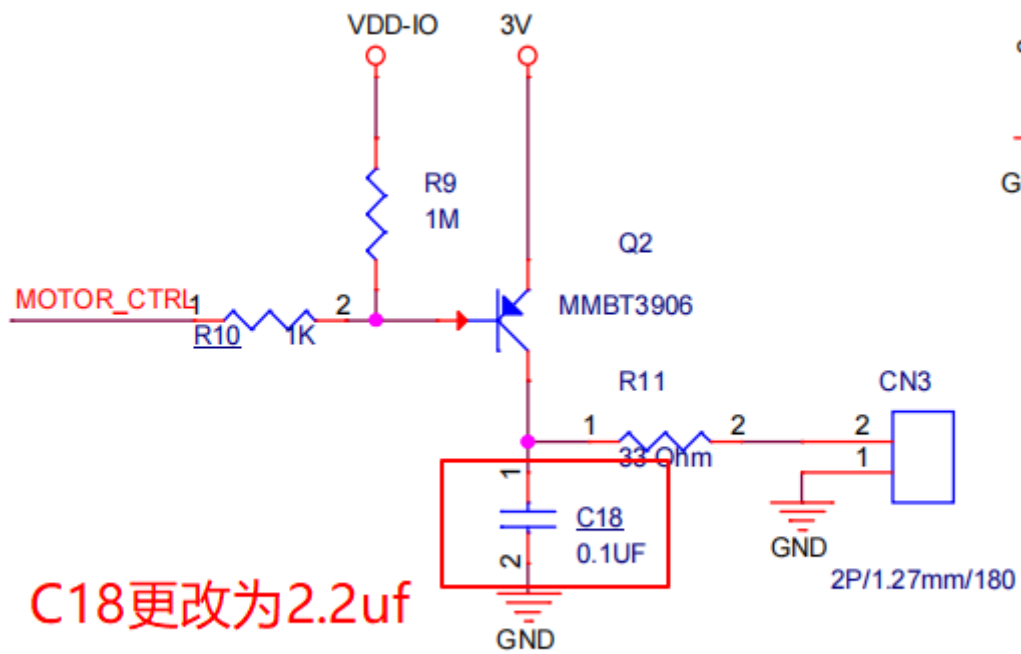 VDD-IO
3V
R9
1M
Q2
MMBT3906
MOTOR_CTRL
1
2
R10
1K
R11
1
2
33 Ohm
CN3
2
1
GND
2P/1.27mm/180
1
C18
0.1UF
2
GND
C18更改为2.2uf
G